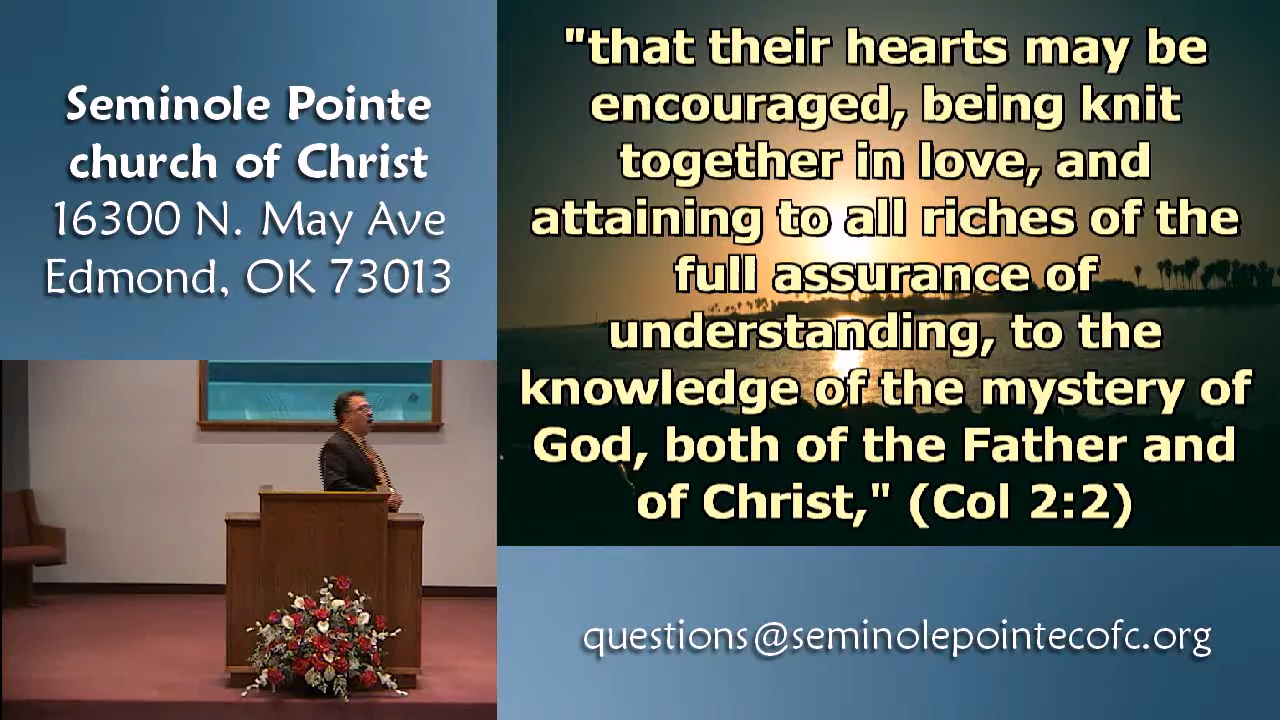 Seminole Pointe
church of Christ
16300 N. May Ave
Edmond, OK 73013
"that their hearts may be
encouraged, being knit
together in love, and
attaining to all riches of the
full assurance of
understanding, to the
knowledge of the mystery of
God, both of the Father and
of Christ," (Col 2:2)
questions@seminolepointecofc.org